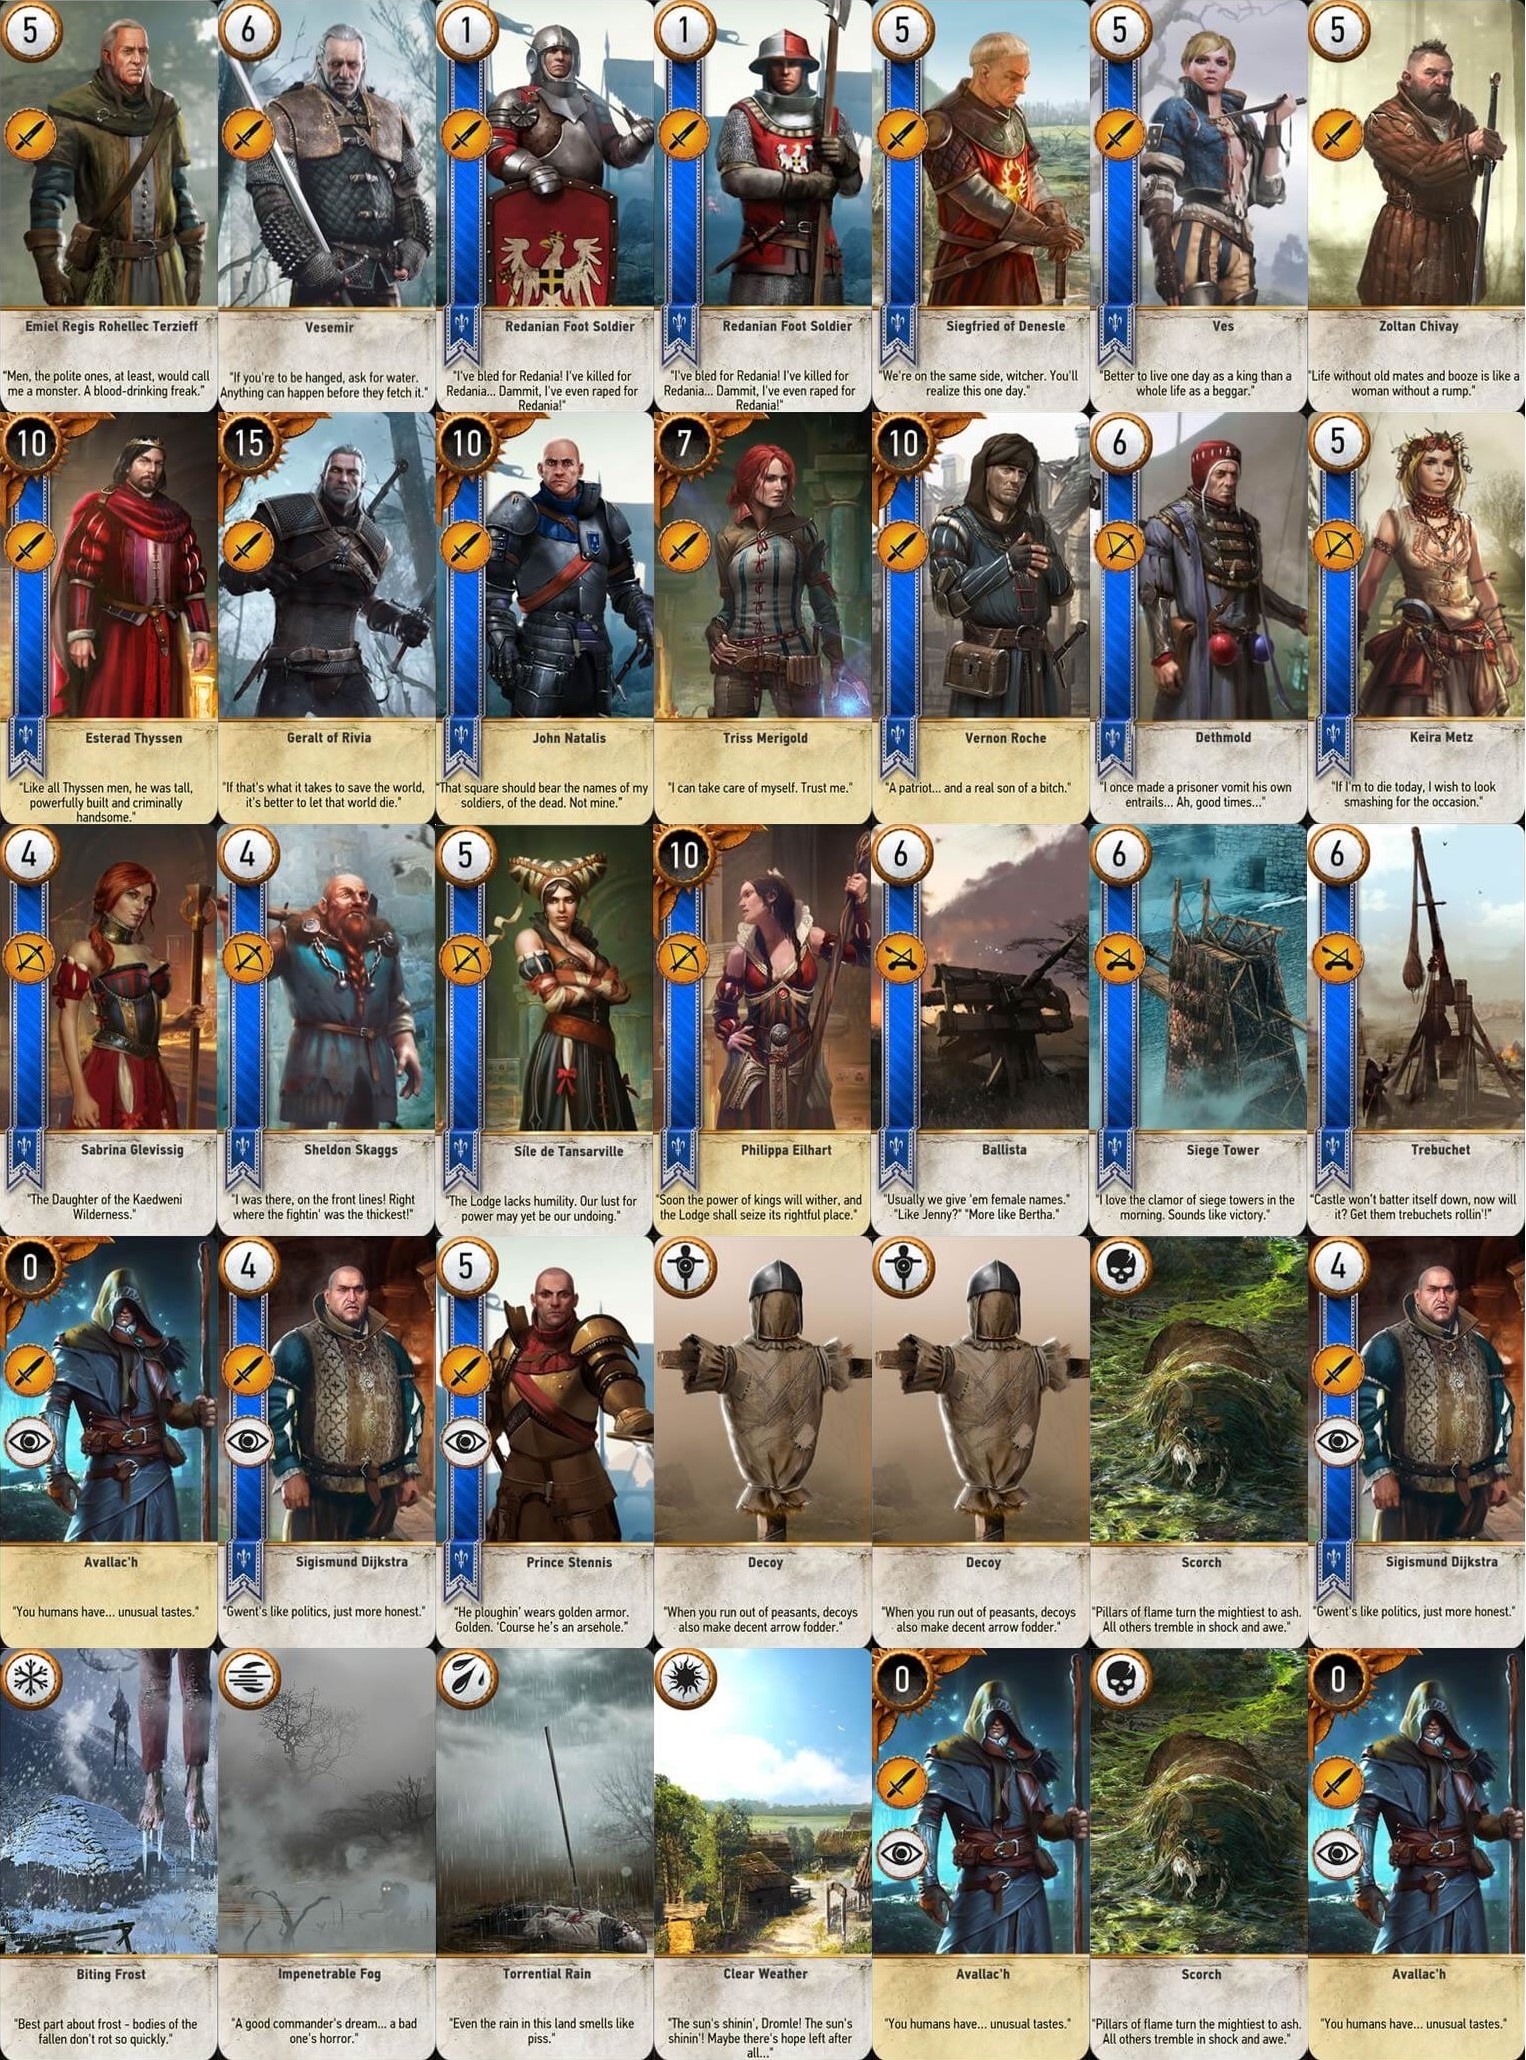 5
Emiel Regis Rohellec Terzieff
"Men, the polite ones, at least, would call
me a monster. A blood-drinking freak."
6
Vesemir
"If you're to be hanged, ask for water.
Anything can happen before they fetch it."
1
Redanian Foot Soldier
"I've bled for Redania! I've killed for
Redania... Dammit, I've even raped for
Redania!"
1
Redanian Foot Soldier
"I've bled for Redania! I've killed for
Redania... Dammit, I've even raped for
Redania!"
5
Siegfried of Denesle
"We're on the same side, witcher. You'll
realize this one day."
5
Ves
"Better to live one day as a king than a
whole life as a beggar."
5
Zoltan Chivay
"Life without old mates and booze is like a
woman without a rump."
10
Esterad Thyssen
"Like all Thyssen men, he was tall,
powerfully built and criminally
handsome."
15
Geralt of Rivia
"If that's what it takes to save the world,
it's better to let that world die."
10
John Natalis
"That square should bear the names of my
soldiers, of the dead. Not mine."
7
Triss Merigold
"I can take care of myself. Trust me."
10
Vernon Roche
"A patriot... and a real son of a bitch."
6
Dethmold
"I once made a prisoner vomit his own
entrails... Ah, good times..."
5
Keira Metz
"If I'm to die today, I wish to look
smashing for the occasion."
4
Sabrina Glevissig
"The Daughter of the Kaedweni
Wilderness."
4
Sheldon Skaggs
"I was there, on the front lines! Right
where the fightin' was the thickest!"
5
Síle de Tansarville
"The Lodge lacks humility. Our lust for
power may yet be our undoing."
10
Philippa Eilhart
"Soon the power of kings will wither, and
the Lodge shall seize its rightful place."
6
Ballista
"Usually we give 'em female names."
"Like Jenny?" "More like Bertha."
6
Siege Tower
"I love the clamor of siege towers in the
morning. Sounds like victory."
6
Trebuchet
"Castle won't batter itself down, now will
it? Get them trebuchets rollin'!"
0
Avallac'h
"You humans have... unusual tastes."
4
Sigismund Dijkstra
"Gwent's like politics, just more honest."
5
Prince Stennis
"He ploughin' wears golden armor.
Golden. 'Course he's an arsehole."
Decoy
"When you run out of peasants, decoys
also make decent arrow fodder."
Decoy
"When you run out of peasants, decoys
also make decent arrow fodder."
Scorch
"Pillars of flame turn the mightiest to ash.
All others tremble in shock and awe."
4
Sigismund Dijkstra
"Gwent's like politics, just more honest."
Biting Frost
"Best part about frost - bodies of the
fallen don't rot so quickly."
Impenetrable Fog
"A good commander's dream... a bad
one's horror."
Torrential Rain
"Even the rain in this land smells like
piss."
Clear Weather
"The sun's shinin', Dromle! The sun's
shinin'! Maybe there's hope left after
all..."
0
Avallac'h
"You humans have... unusual tastes."
Scorch
"Pillars of flame turn the mightiest to ash.
All others tremble in shock and awe."
0
Avallac'h
"You humans have... unusual tastes."